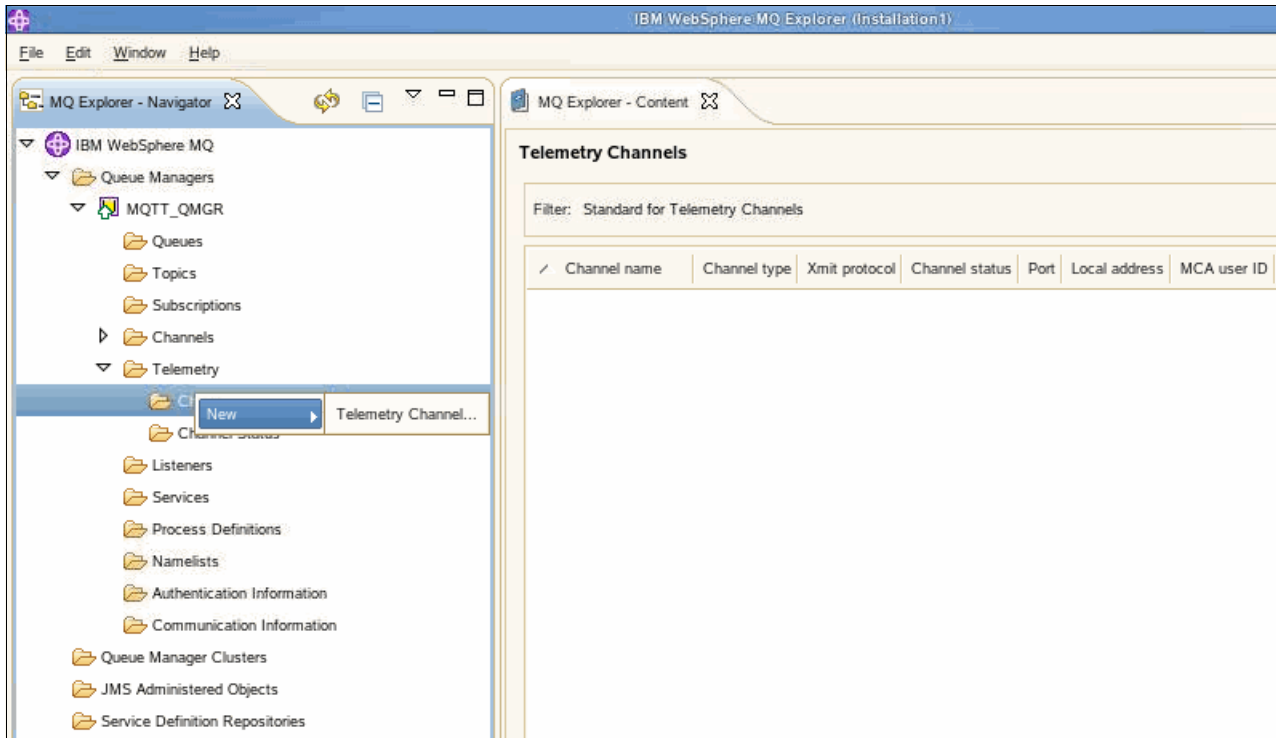 IBM WebSphere MQ Explorer (Installation1)
File Edit Window Help
MQ Explorer - Navigator
MQ Explorer - Content
IBM WebSphere MQ
Queue Managers
MQTT_QMGR
Queues
Topics
Subscriptions
Channels
Telemetry
New
Telemetry Channel...
Channel Status
Listeners
Services
Process Definitions
Namelists
Authentication Information
Communication Information
Queue Manager Clusters
JMS Administered Objects
Service Definition Repositories
Telemetry Channels
Filter: Standard for Telemetry Channels
Channel name Channel type Xmit protocol Channel status Port Local address MCA user ID